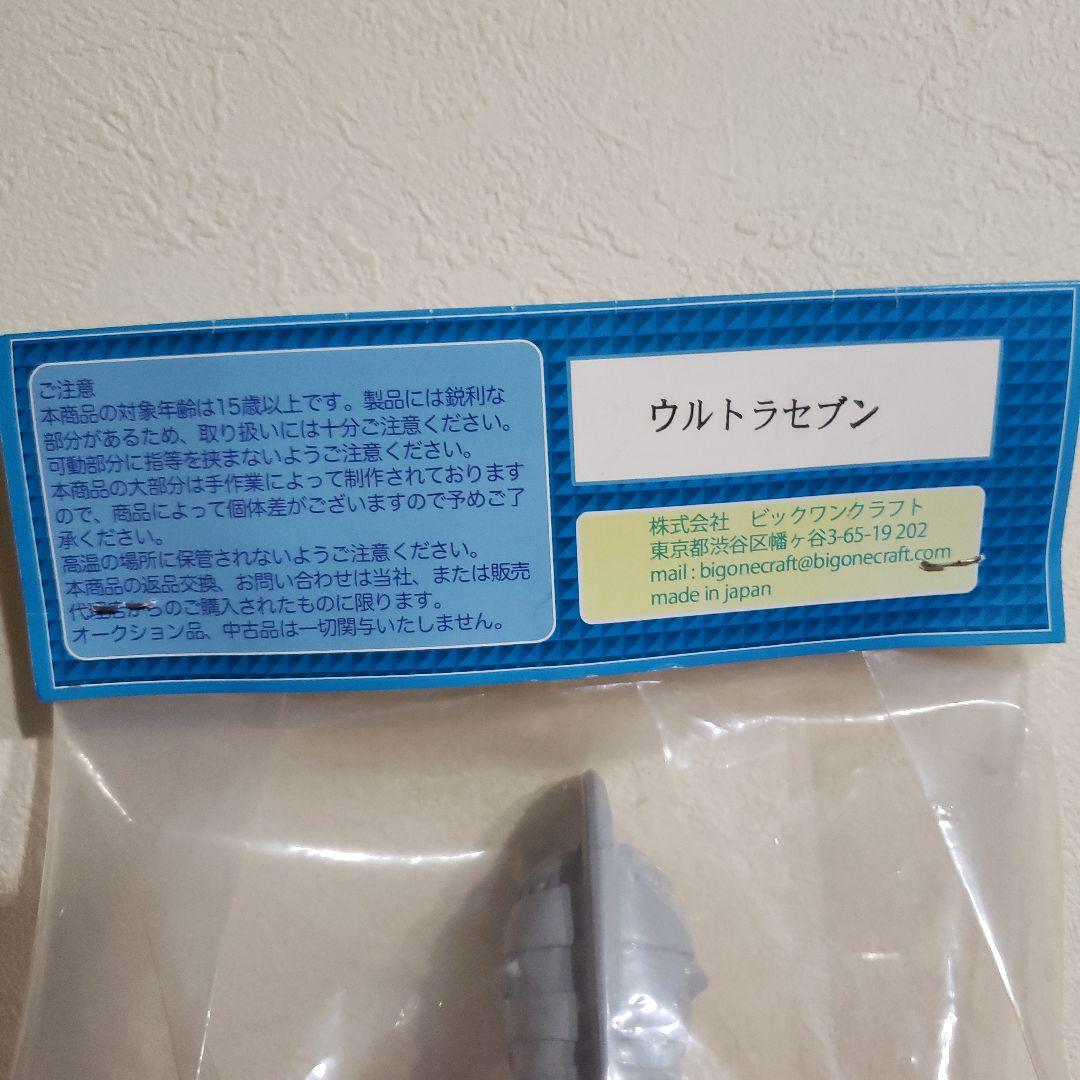 ご注意
本商品の対象年齢は15歳以上です。製品には鋭利な
部分があるため、取り扱いには十分ご注意ください。
可動部分に指等を挟まないようご注意ください。
本商品の大部分は手作業によって制作されております
ので、商品によって個体差がございますので予めご了
承ください。
高温の場所に保管されないようご注意ください。
本商品の返品交換、お問い合わせは当社、または販売
代理店からのご購入されたものに限ります。
オークション品、中古品は一切関与いたしません。
ウルトラセブン
株式会社　ビックワンクラフト
東京都渋谷区幡ヶ谷3-65-19 202
mail : bigonecraft@bigonecraft.com
made in japan